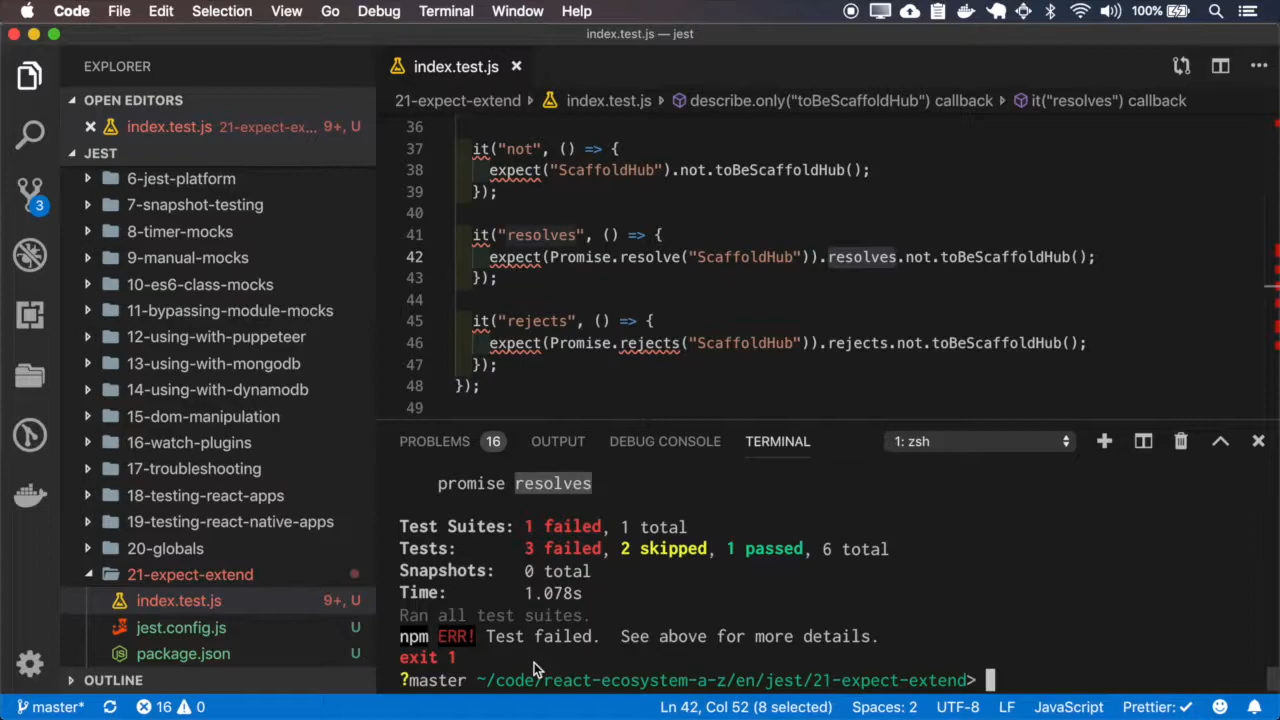 Code File Edit Selection View Go Debug Terminal Window Help 100%
index.test.js — jest
EXPLORER
OPEN EDITORS
index.test.js 21-expect-ex... 9+, U
JEST
6-jest-platform
7-snapshot-testing
8-timer-mocks
9-manual-mocks
10-es6-class-mocks
11-bypassing-module-mocks
12-using-with-puppeteer
13-using-with-mongodb
14-using-with-dynamodb
15-dom-manipulation
16-watch-plugins
17-troubleshooting
18-testing-react-apps
19-testing-react-native-apps
20-globals
21-expect-extend
index.test.js 9+, U
jest.config.js U
package.json U
OUTLINE
3
index.test.js
21-expect-extend index.test.js describe.only("toBeScaffoldHub") callback it("resolves") callback
36
37 it("not", () => {
38 expect("ScaffoldHub").not.toBeScaffoldHub();
39 });
40
41 it("resolves", () => {
42 expect(Promise.resolve("ScaffoldHub")).resolves.not.toBeScaffoldHub();
43 });
44
45 it("rejects", () => {
46 expect(Promise.rejects("ScaffoldHub")).rejects.not.toBeScaffoldHub();
47 });
48 });
49
PROBLEMS 16 OUTPUT DEBUG CONSOLE TERMINAL 1: zsh
promise resolves
Test Suites: 1 failed, 1 total
Tests: 3 failed, 2 skipped, 1 passed, 6 total
Snapshots: 0 total
Time: 1.078s
Ran all test suites.
npm ERR! Test failed. See above for more details.
exit 1
?master ~/code/react-ecosystem-a-z/en/jest/21-expect-extend>
master* 16 0 Ln 42, Col 52 (8 selected) Spaces: 2 UTF-8 LF JavaScript Prettier: ✓